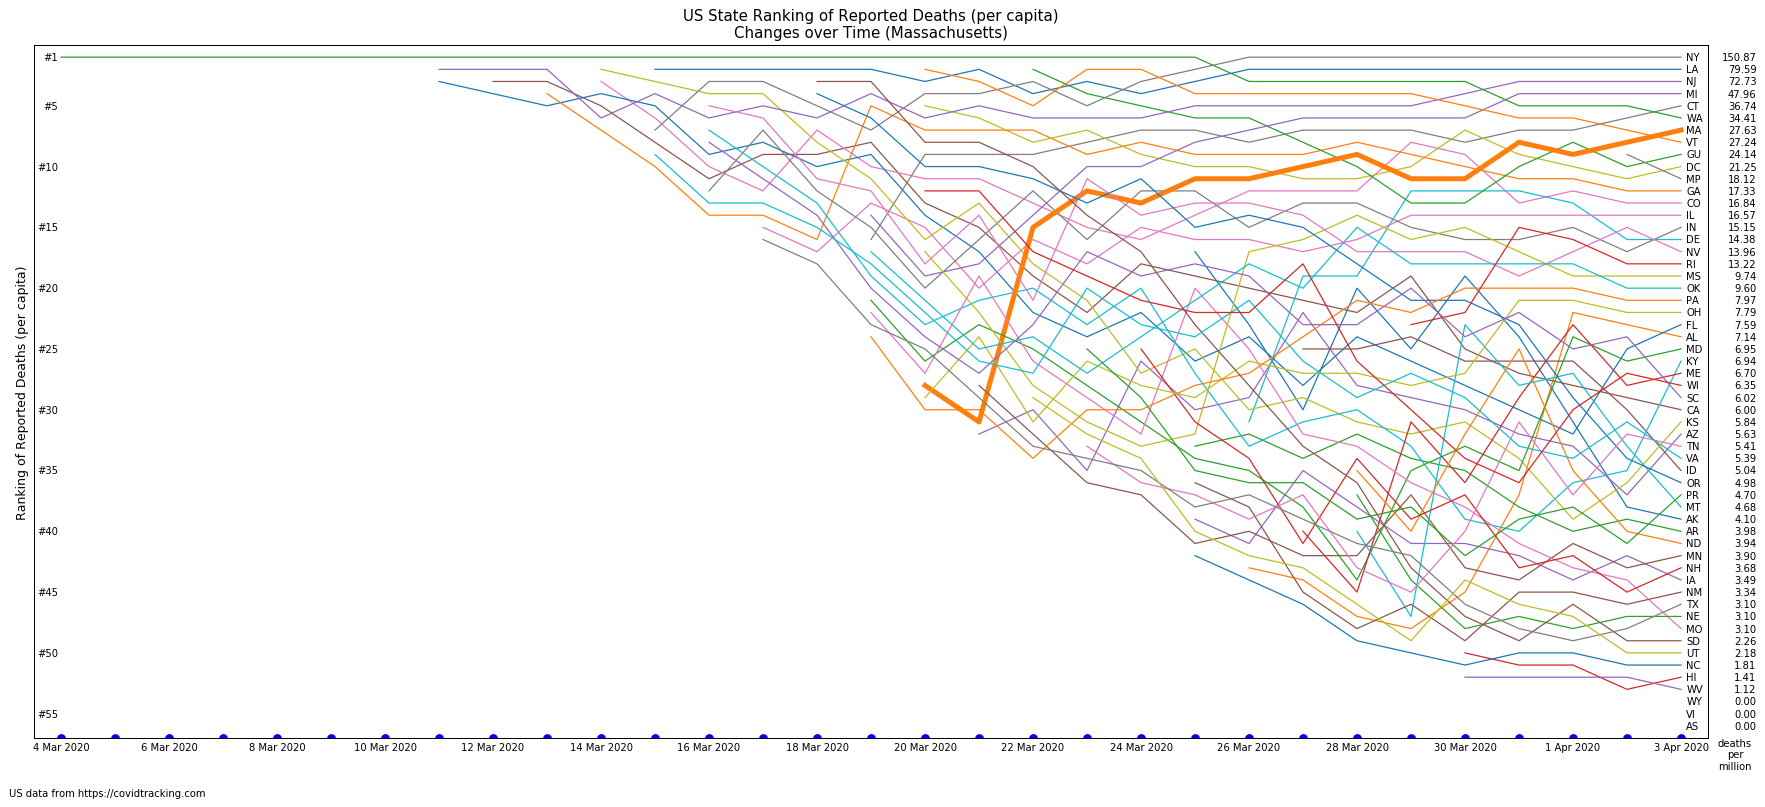 US State Ranking of Reported Deaths (per capita)
Changes over Time (Massachusetts)
Ranking of Reported Deaths (per capita)
#1
#5
#10
#15
#20
#25
#30
#35
#40
#45
#50
#55
NY 150.87
LA 79.59
NJ 72.73
MI 47.96
CT 36.74
WA 34.41
MA 27.63
VT 27.24
GU 24.14
DC 21.25
MP 18.12
GA 17.33
CO 16.84
IL 16.57
IN 15.15
DE 14.38
NV 13.96
RI 13.22
MS 9.74
OK 9.60
PA 7.97
OH 7.79
FL 7.59
AL 7.14
MD 6.95
KY 6.94
ME 6.70
WI 6.35
SC 6.02
CA 6.00
KS 5.84
AZ 5.63
TN 5.41
VA 5.39
ID 5.04
OR 4.98
PR 4.70
MT 4.68
AK 4.10
AR 3.98
ND 3.94
MN 3.90
NH 3.68
IA 3.49
NM 3.34
TX 3.10
NE 3.10
MO 3.10
SD 2.26
UT 2.18
NC 1.81
HI 1.41
WV 1.12
WY 0.00
VI 0.00
AS 0.00
4 Mar 2020 6 Mar 2020 8 Mar 2020 10 Mar 2020 12 Mar 2020 14 Mar 2020 16 Mar 2020 18 Mar 2020 20 Mar 2020 22 Mar 2020 24 Mar 2020 26 Mar 2020 28 Mar 2020 30 Mar 2020 1 Apr 2020 3 Apr 2020
deaths
per
million
US data from https://covidtracking.com